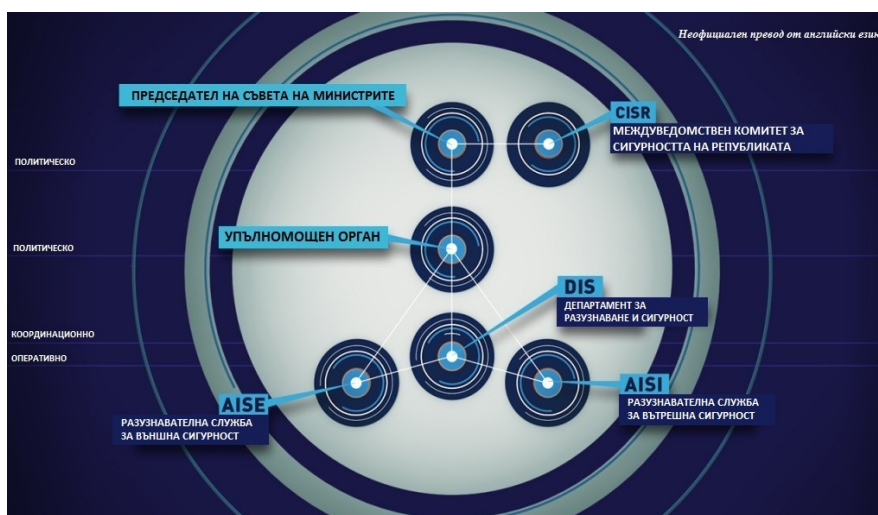 Неофициален превод от английски език
ПРЕДСЕДАТЕЛ НА СЪВЕТА НА МИНИСТРИТЕ
CISR
МЕЖДУВЕДОМСТВЕН КОМИТЕТ ЗА
СИГУРНОСТТА НА РЕПУБЛИКАТА
ПОЛИТИЧЕСКО
УПЪЛНОМОЩЕН ОРГАН
ПОЛИТИЧЕСКО
DIS
ДЕПАРТАМЕНТ ЗА
РАЗУЗНАВАНЕ И СИГУРНОСТ
КООРДИНАЦИОННО
ОПЕРАТИВНО
AISE
РАЗУЗНАВАТЕЛНА СЛУЖБА
ЗА ВЪНШНА СИГУРНОСТ
AISI
РАЗУЗНАВАТЕЛНА СЛУЖБА
ЗА ВЪТРЕШНА СИГУРНОСТ